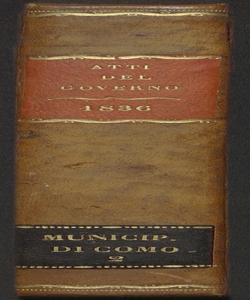 ATTI
DEL
GOVERNO
1836
MUNICIP.
DI COMO
2